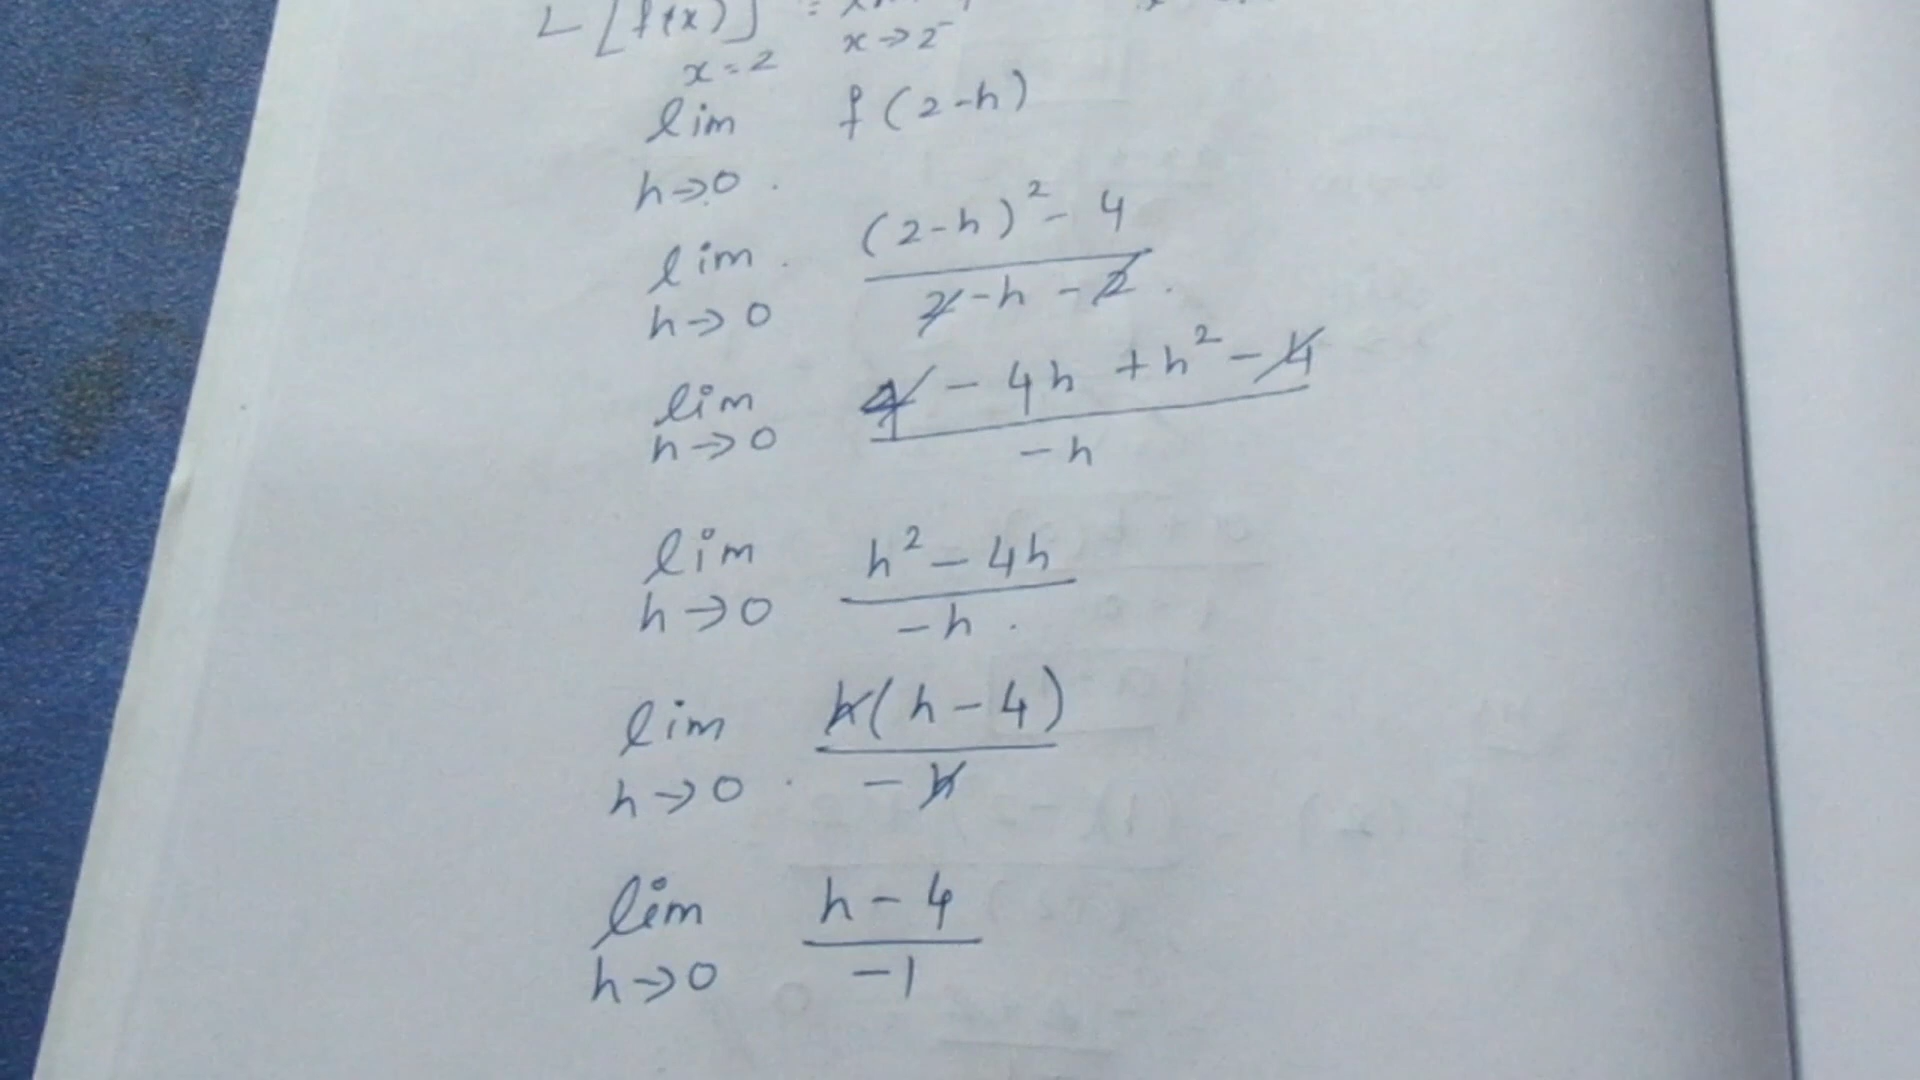 L [f(x)] =
x=2 x→2⁻
lim f(2-h)
h→0.
lim (2-h)² - 4
h→0 2-h-2.
lim 4 - 4h + h² - 4
h→0 -h
lim h² - 4h
h→0 -h.
lim h(h-4)
h→0 -h
lim h-4
h→0 -1